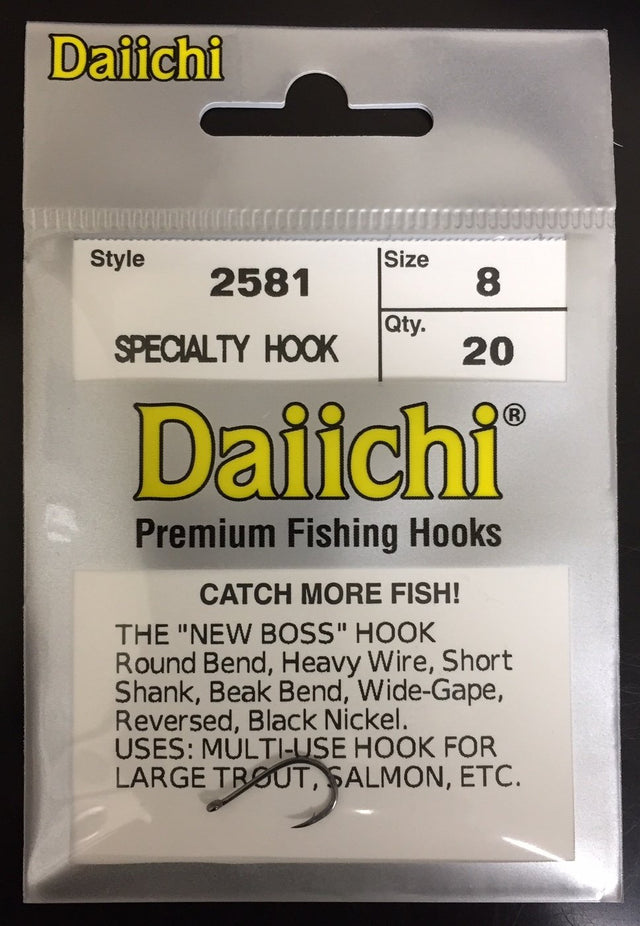 Daiichi
Style 2581
Size 8
SPECIALTY HOOK
Qty. 20
Daiichi®
Premium Fishing Hooks
CATCH MORE FISH!
THE "NEW BOSS" HOOK
Round Bend, Heavy Wire, Short
Shank, Beak Bend, Wide-Gape,
Reversed, Black Nickel.
USES: MULTI-USE HOOK FOR
LARGE TROUT, SALMON, ETC.